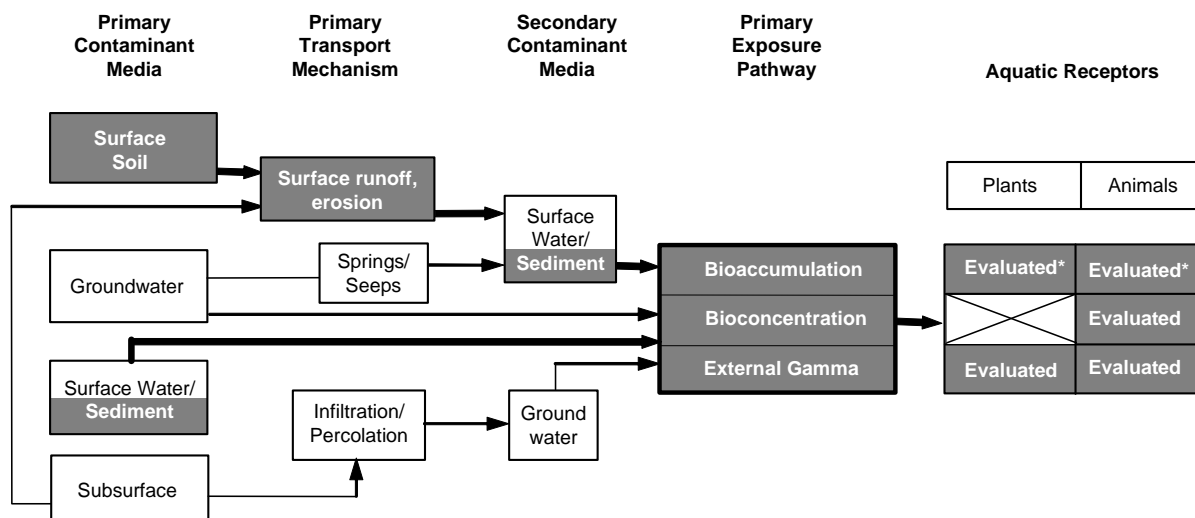 Primary
Contaminant
Media
Primary
Transport
Mechanism
Secondary
Contaminant
Media
Primary
Exposure
Pathway
Aquatic Receptors
Surface
Soil
Surface runoff,
erosion
Plants
Animals
Surface
Water/
Sediment
Groundwater
Springs/
Seeps
Bioaccumulation
Bioconcentration
External Gamma
Evaluated*
Evaluated*
Evaluated
Evaluated
Evaluated
Surface Water/
Sediment
Infiltration/
Percolation
Ground
water
Subsurface